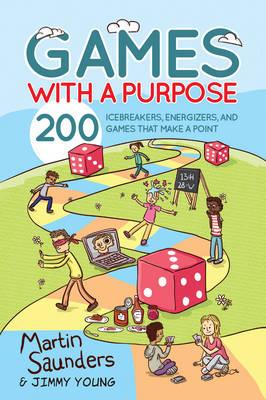 GAMES
WITH A PURPOSE
200
ICEBREAKERS, ENERGIZERS, AND
GAMES THAT MAKE A POINT
Martin
Saunders
& JIMMY YOUNG